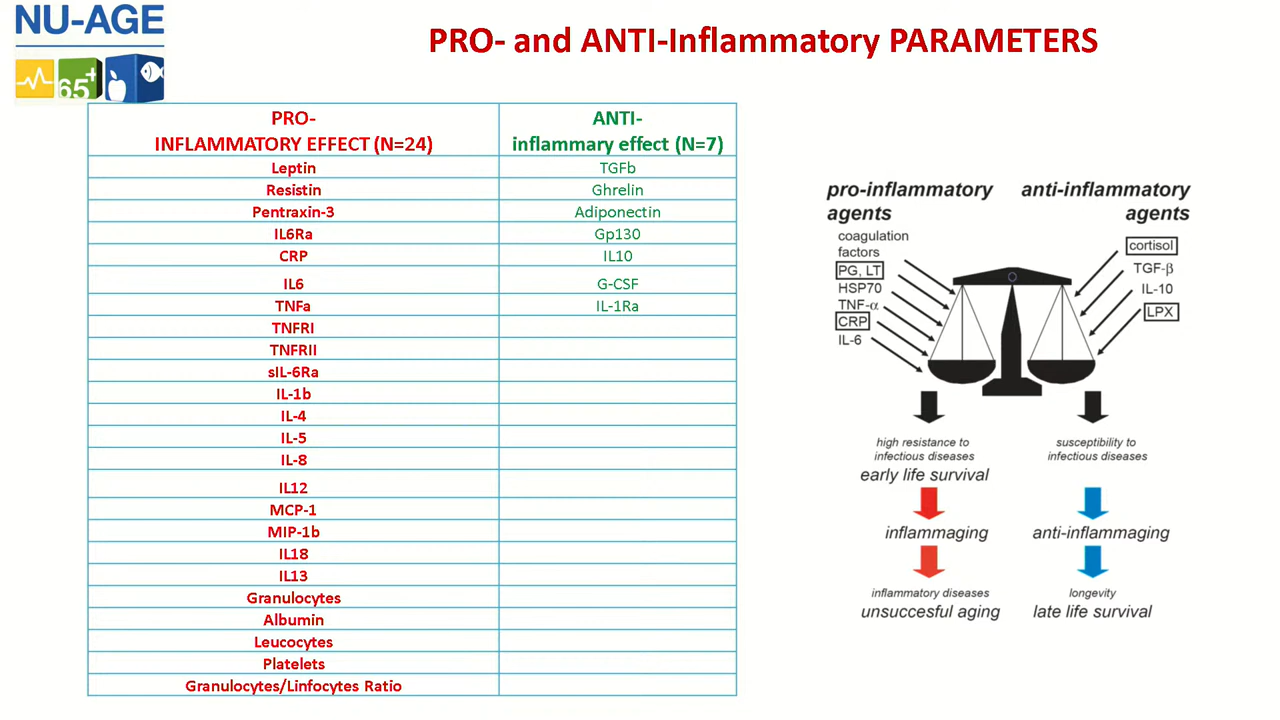 NU-AGE
65+
PRO- and ANTI-Inflammatory PARAMETERS
PRO-
INFLAMMATORY EFFECT (N=24)
ANTI-
inflammary effect (N=7)
Leptin
TGFb
Resistin
Ghrelin
Pentraxin-3
Adiponectin
IL6Ra
Gp130
CRP
IL10
IL6
G-CSF
TNFa
IL-1Ra
TNFRI
TNFRII
sIL-6Ra
IL-1b
IL-4
IL-5
IL-8
IL12
MCP-1
MIP-1b
IL18
IL13
Granulocytes
Albumin
Leucocytes
Platelets
Granulocytes/Linfocytes Ratio
pro-inflammatory
agents
anti-inflammatory
agents
coagulation
factors
PG, LT
HSP70
TNF-α
CRP
IL-6
cortisol
TGF-β
IL-10
LPX
high resistance to
infectious diseases
early life survival
inflammaging
inflammatory diseases
unsuccesful aging
susceptibility to
infectious diseases
anti-inflammaging
longevity
late life survival